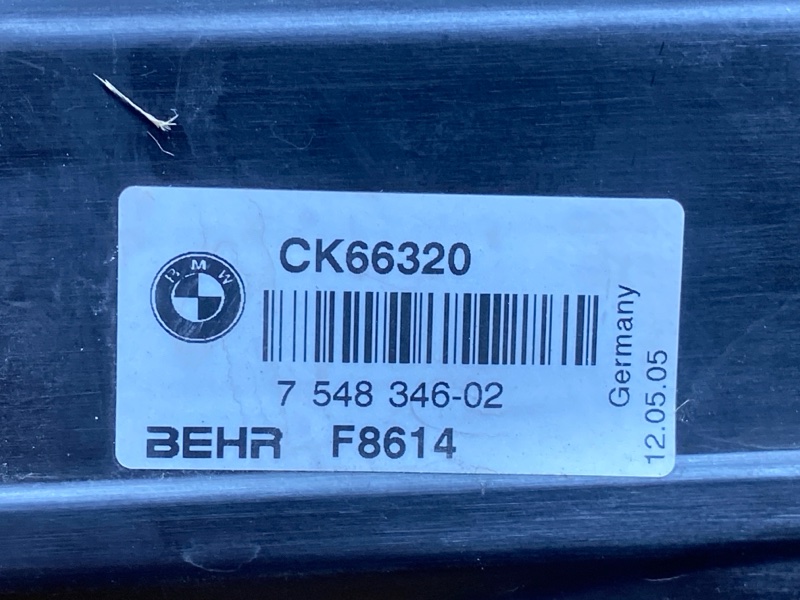 CK66320
BMW
7 548 346-02
BEHR F8614
Germany
12.05.05